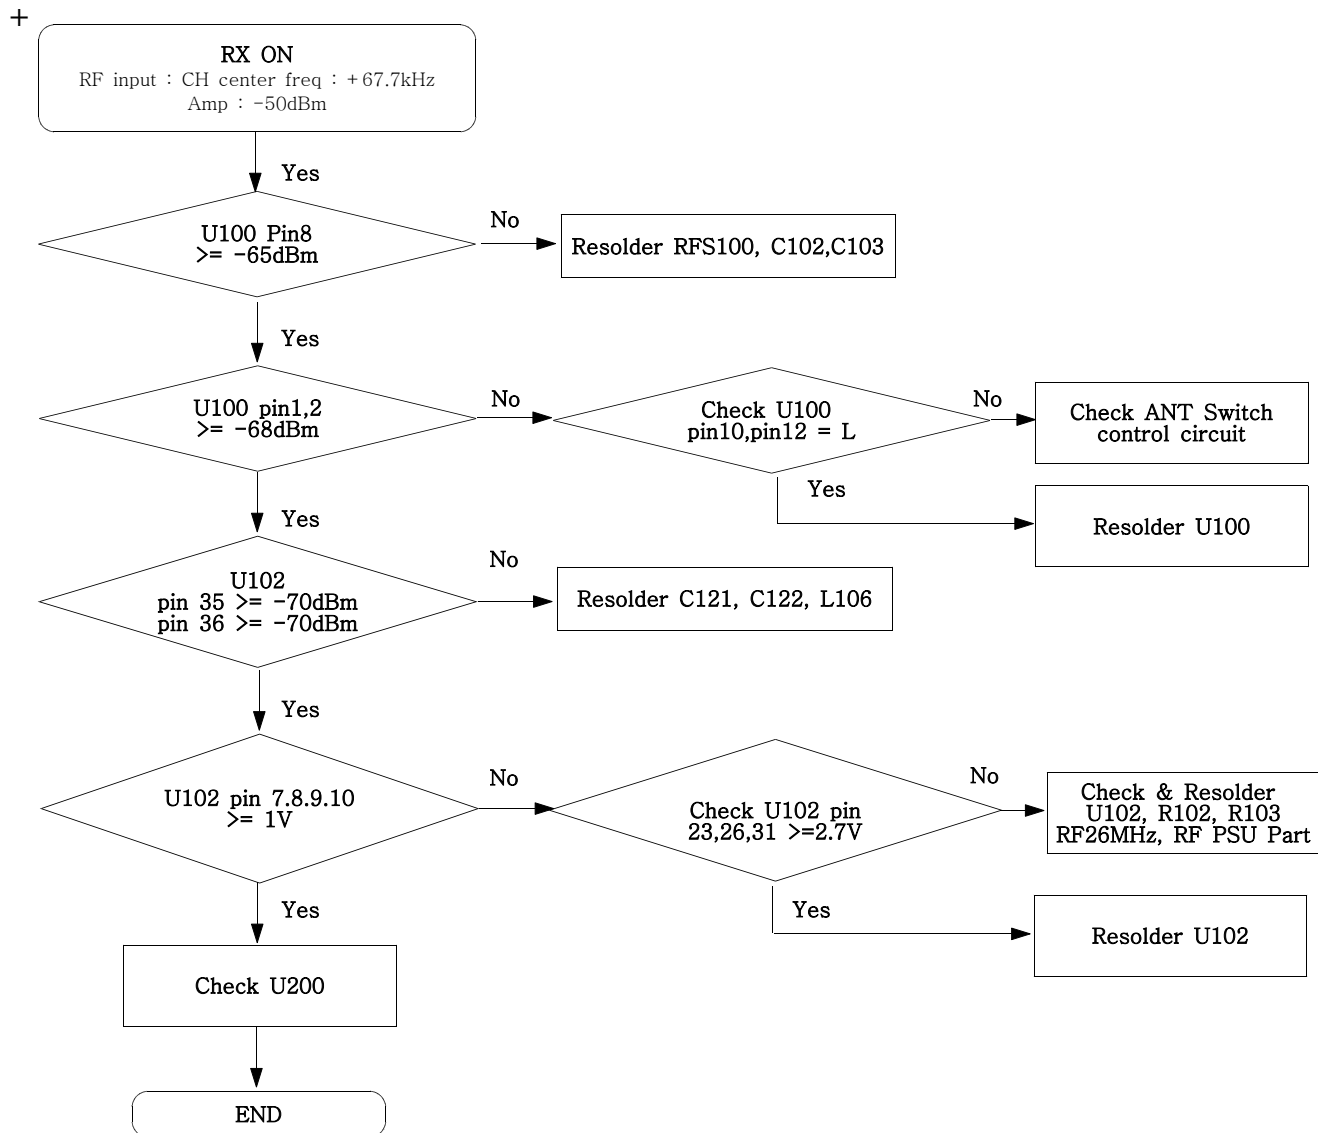 +
RX ON
RF input : CH center freq : +67.7kHz
Amp : -50dBm
Yes
U100 Pin8
>= -65dBm
No
Resolder RFS100, C102,C103
Yes
U100 pin1,2
>= -68dBm
No
Check U100
pin10,pin12 = L
No
Check ANT Switch
control circuit
Yes
Resolder U100
Yes
U102
pin 35 >= -70dBm
pin 36 >= -70dBm
No
Resolder C121, C122, L106
Yes
U102 pin 7.8.9.10
>= 1V
No
Check U102 pin
23,26,31 >=2.7V
No
Check & Resolder
U102, R102, R103
RF26MHz, RF PSU Part
Yes
Resolder U102
Yes
Check U200
END